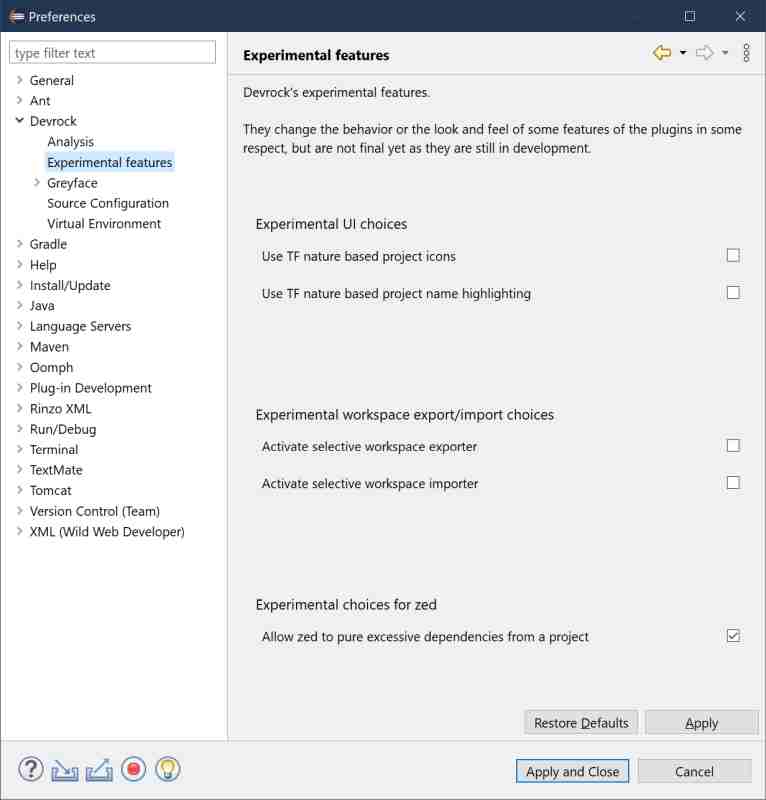 Preferences
type filter text
General
Ant
Devrock
Analysis
Experimental features
Greyface
Source Configuration
Virtual Environment
Gradle
Help
Install/Update
Java
Language Servers
Maven
Oomph
Plug-in Development
Rinzo XML
Run/Debug
Terminal
TextMate
Tomcat
Version Control (Team)
XML (Wild Web Developer)
Experimental features
Devrock's experimental features.
They change the behavior or the look and feel of some features of the plugins in some
respect, but are not final yet as they are still in development.
Experimental UI choices
Use TF nature based project icons
Use TF nature based project name highlighting
Experimental workspace export/import choices
Activate selective workspace exporter
Activate selective workspace importer
Experimental choices for zed
Allow zed to pure excessive dependencies from a project
Restore Defaults
Apply
Apply and Close
Cancel